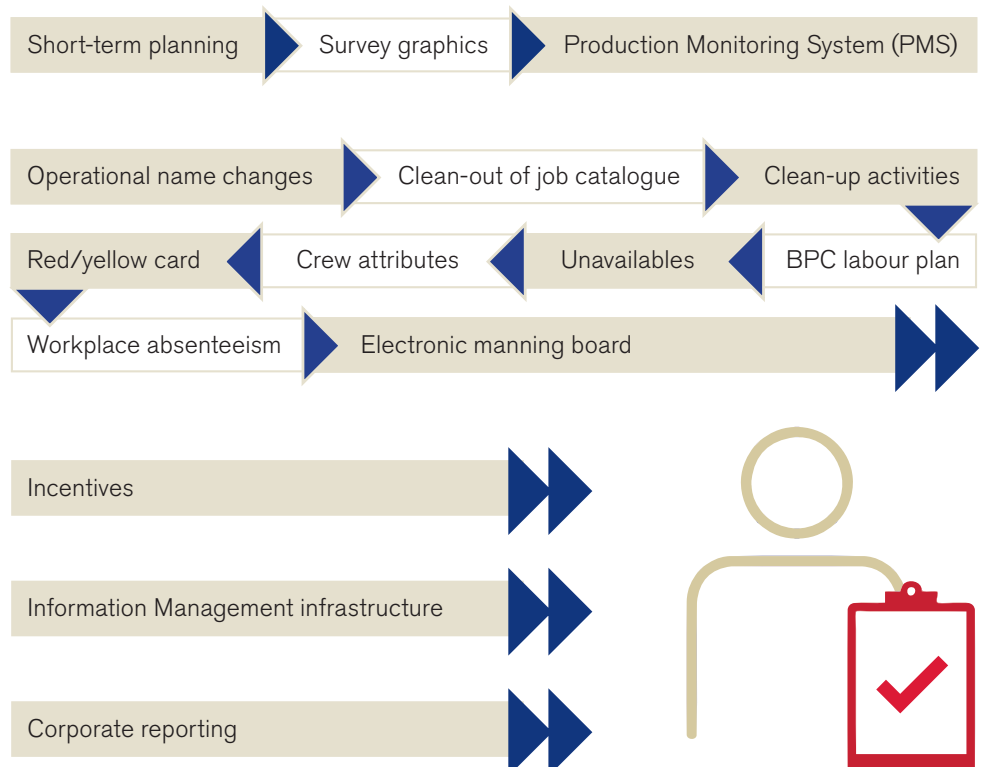 Short-term planning
Survey graphics
Production Monitoring System (PMS)
Operational name changes
Clean-out of job catalogue
Clean-up activities
BPC labour plan
Unavailables
Crew attributes
Red/yellow card
Workplace absenteeism
Electronic manning board
Incentives
Information Management infrastructure
Corporate reporting